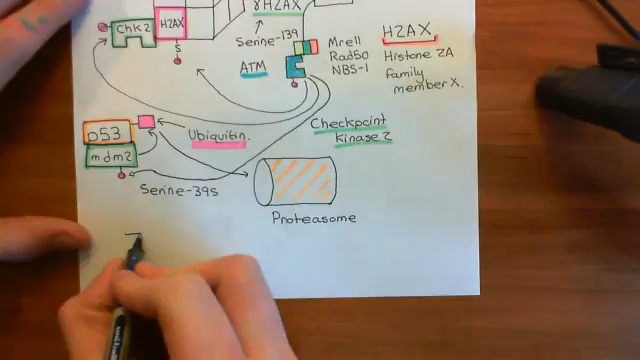 γH2AX
Chk2
H2AX
S
Serine-139
ATM
Mre11
Rad50
NBS-1
H2AX
Histone 2A
family
member X.
p53
mdm2
Ubiquitin.
Checkpoint
kinase 2
Serine-395
Proteasome